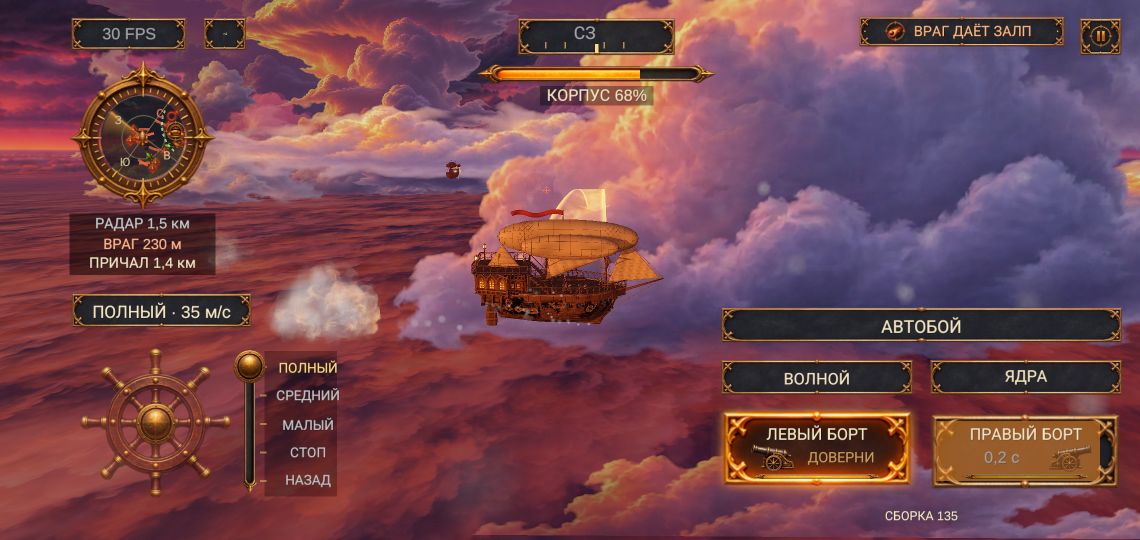 30 FPS
СЗ
ВРАГ ДАЁТ ЗАЛП
КОРПУС 68%
З
С
Ю
В
РАДАР 1,5 км
ВРАГ 230 м
ПРИЧАЛ 1,4 км
ПОЛНЫЙ · 35 м/с
ПОЛНЫЙ
СРЕДНИЙ
МАЛЫЙ
СТОП
НАЗАД
АВТОБОЙ
ВОЛНОЙ
ЯДРА
ЛЕВЫЙ БОРТ
ДОВЕРНИ
ПРАВЫЙ БОРТ
0,2 с
СБОРКА 135